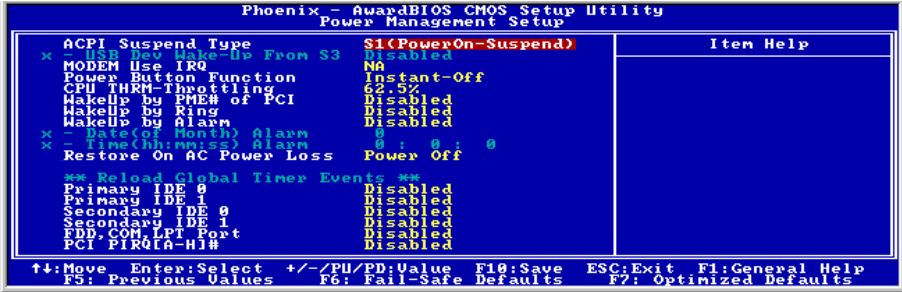 Phoenix - AwardBIOS CMOS Setup Utility
Power Management Setup
ACPI Suspend Type S1(PowerOn-Suspend) Item Help
x - USB Dev Wake-Up From S3 Disabled
MODEM Use IRQ NA
Power Button Function Instant-Off
CPU THRM-Throttling 62.5%
WakeUp by PME# of PCI Disabled
WakeUp by Ring Disabled
WakeUp by Alarm Disabled
x - Date(of Month) Alarm 0
x - Time(hh:mm:ss) Alarm 0 : 0 : 0
Restore On AC Power Loss Power Off
** Reload Global Timer Events **
Primary IDE 0 Disabled
Primary IDE 1 Disabled
Secondary IDE 0 Disabled
Secondary IDE 1 Disabled
FDD,COM,LPT Port Disabled
PCI PIRQ[A-H]# Disabled
↑↓:Move Enter:Select +/-/PU/PD:Value F10:Save ESC:Exit F1:General Help
F5: Previous Values F6: Fail-Safe Defaults F7: Optimized Defaults